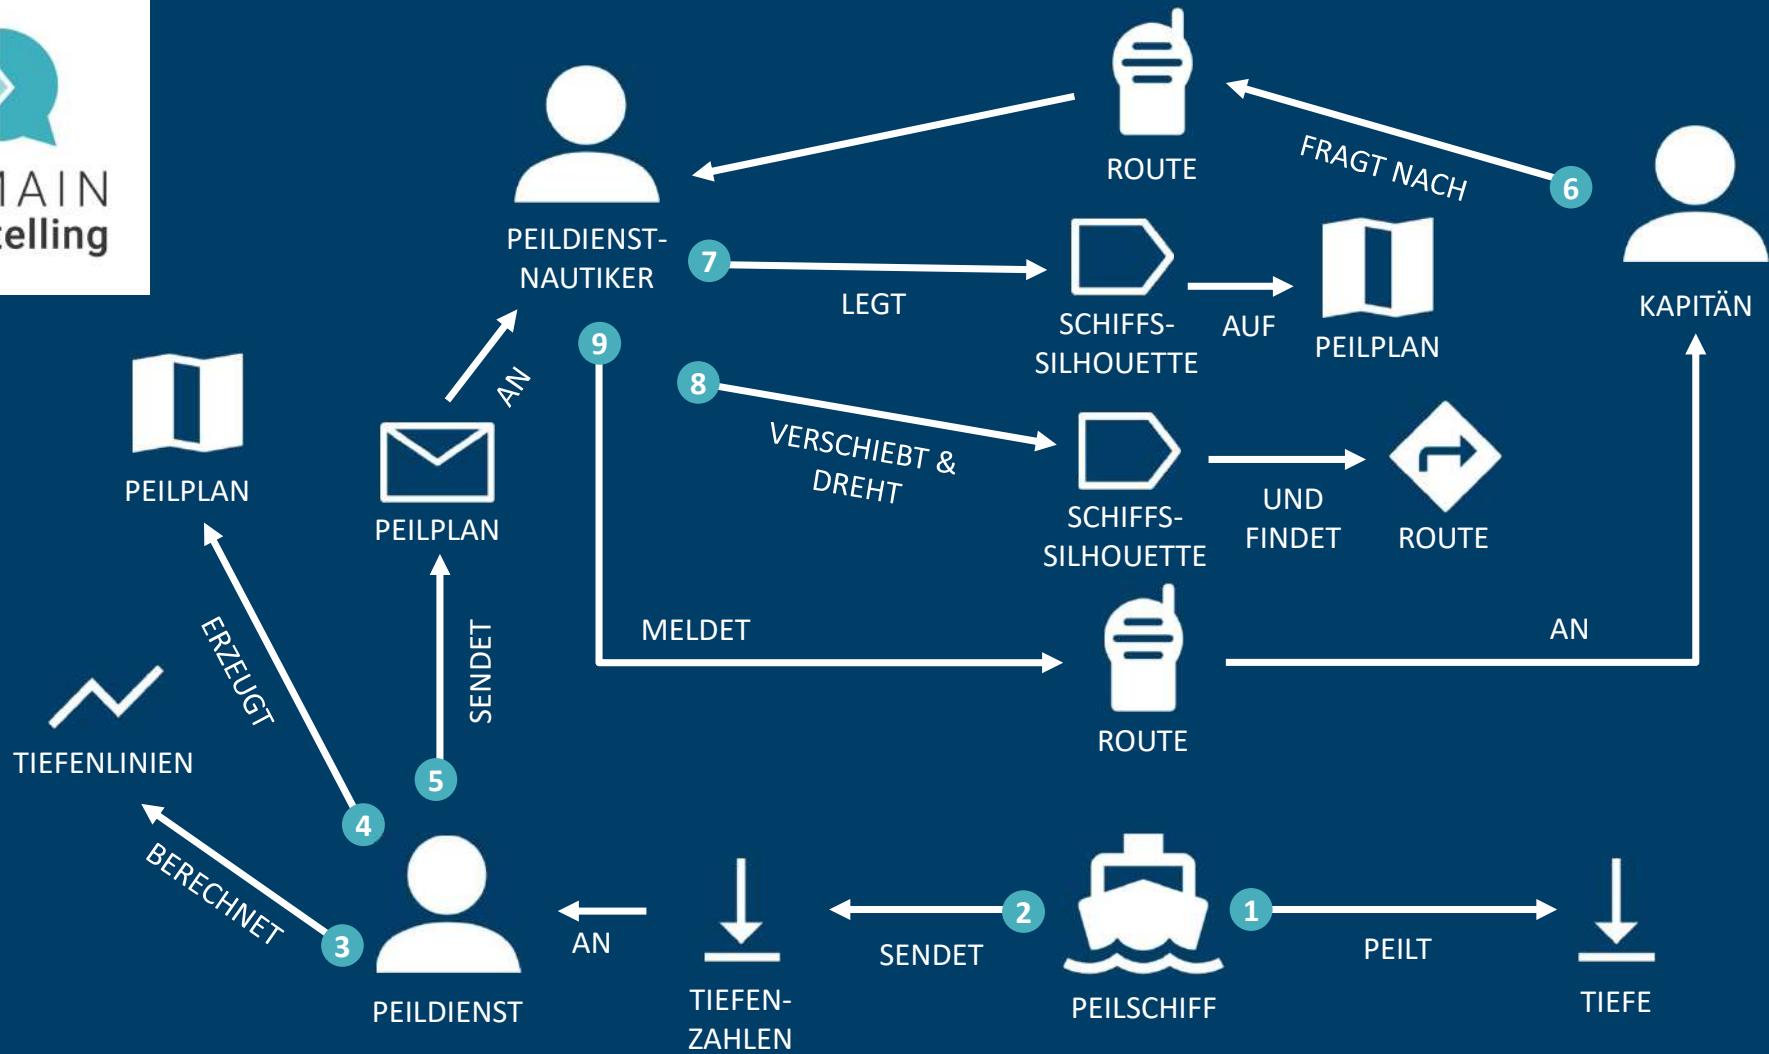 MAIN
telling
ROUTE
FRAGT NACH
6
KAPITÄN
PEILDIENST-
NAUTIKER
7
LEGT
SCHIFFS-
SILHOUETTE
AUF
PEILPLAN
9
8
VERSCHIEBT &
DREHT
SCHIFFS-
SILHOUETTE
UND
FINDET
ROUTE
AN
PEILPLAN
PEILPLAN
MELDET
ROUTE
AN
ERZEUGT
SENDET
TIEFENLINIEN
5
4
BERECHNET
3
PEILDIENST
AN
TIEFEN-
ZAHLEN
SENDET
2
PEILSCHIFF
1
PEILT
TIEFE